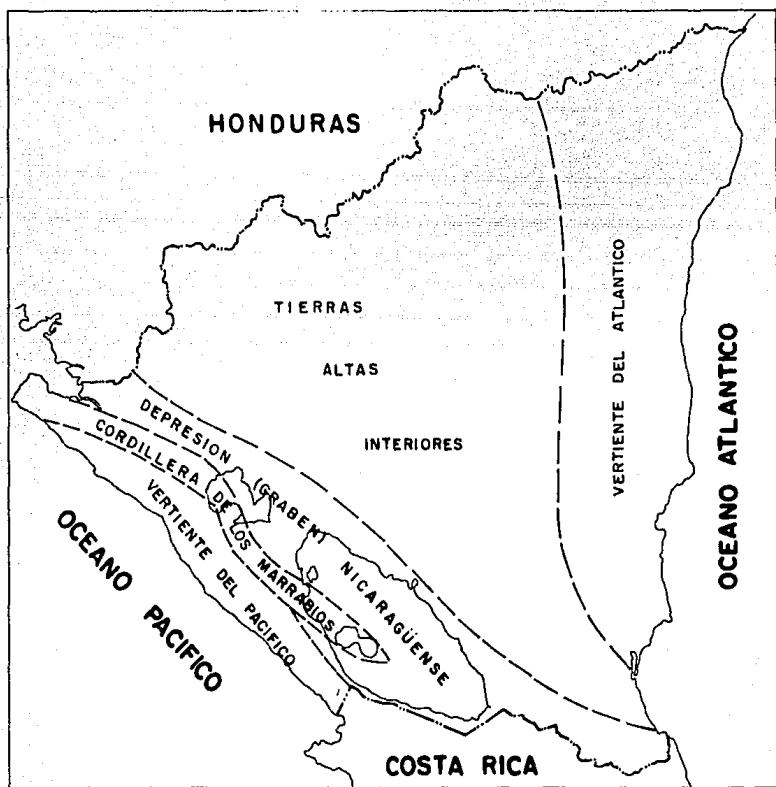 HONDURAS
TIERRAS
ALTAS
INTERIORES
VERTIENTE DEL ATLANTICO
OCEANO ATLANTICO
DEPRESION (GRABEN) NICARAGÜENSE
CORDILLERA DE LOS MARRABIOS
VERTIENTE DEL PACIFICO
OCEANO PACIFICO
COSTA RICA